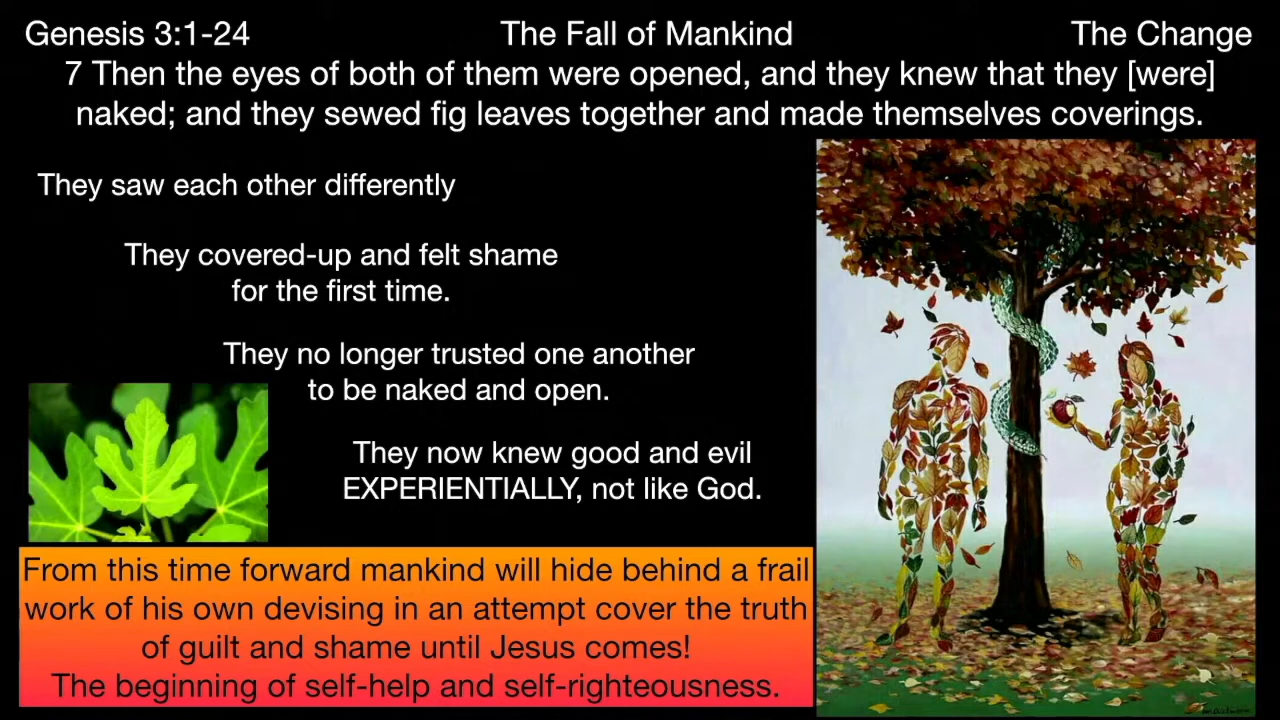 Genesis 3:1-24 The Fall of Mankind The Change
7 Then the eyes of both of them were opened, and they knew that they [were]
naked; and they sewed fig leaves together and made themselves coverings.
They saw each other differently
They covered-up and felt shame
for the first time.
They no longer trusted one another
to be naked and open.
They now knew good and evil
EXPERIENTIALLY, not like God.
From this time forward mankind will hide behind a frail
work of his own devising in an attempt cover the truth
of guilt and shame until Jesus comes!
The beginning of self-help and self-righteousness.